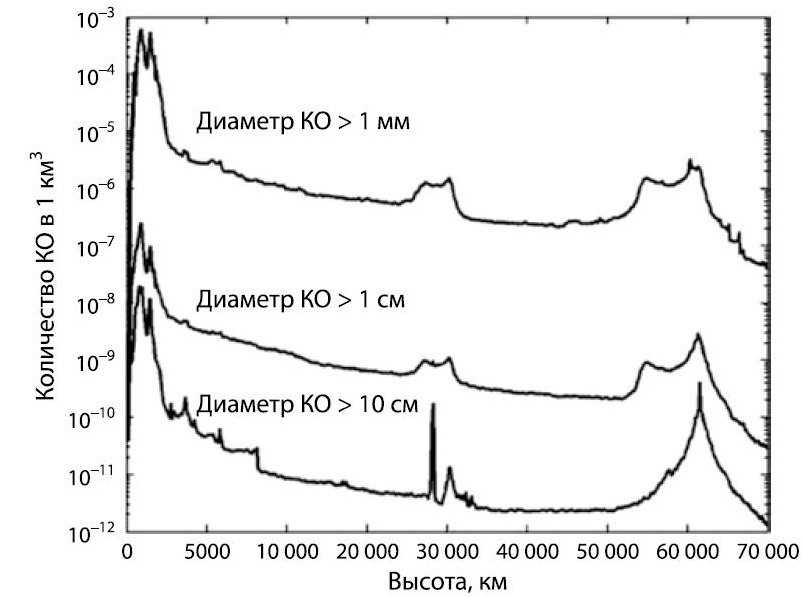 10⁻³
10⁻⁴
10⁻⁵
10⁻⁶
10⁻⁷
10⁻⁸
10⁻⁹
10⁻¹⁰
10⁻¹¹
10⁻¹²
Количество КО в 1 км³
Диаметр КО > 1 мм
Диаметр КО > 1 см
Диаметр КО > 10 см
0 5000 10 000 20 000 30 000 40 000 50 000 60 000 70 000
Высота, км